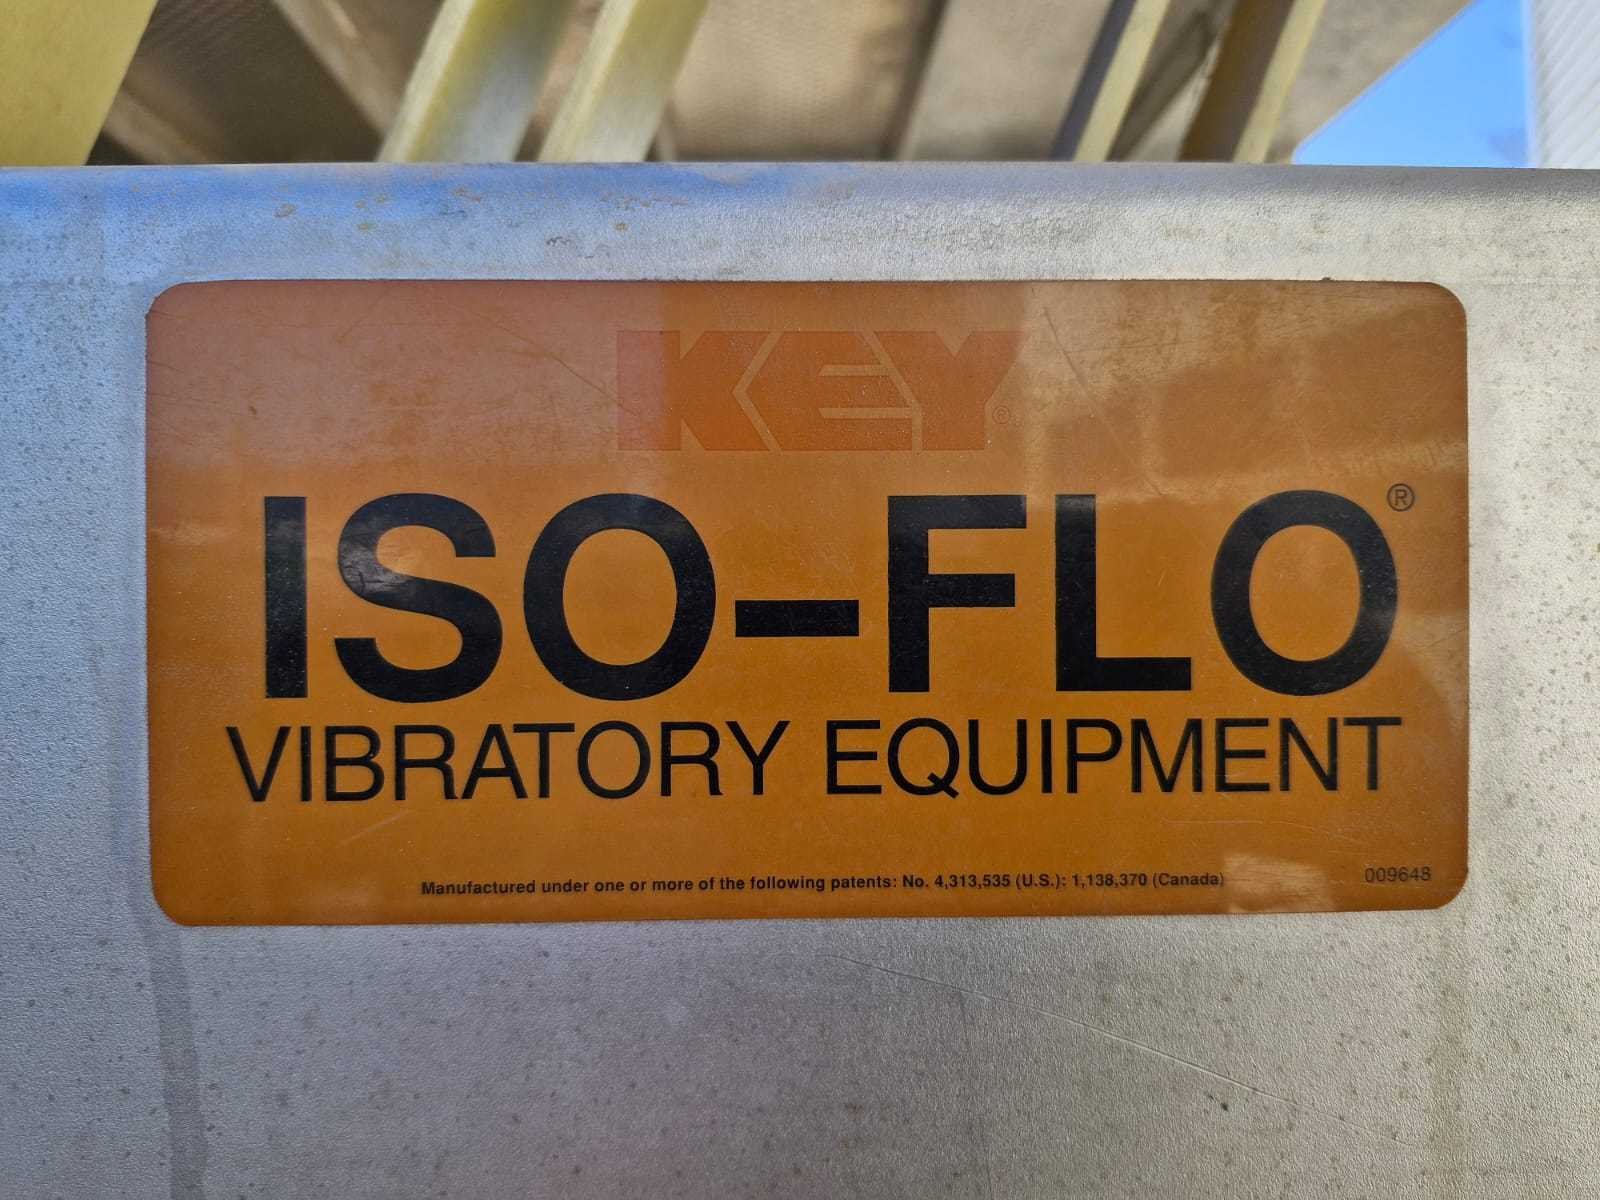 KEY®
ISO-FLO®
VIBRATORY EQUIPMENT
Manufactured under one or more of the following patents: No. 4,313,535 (U.S.): 1,138,370 (Canada)
009648